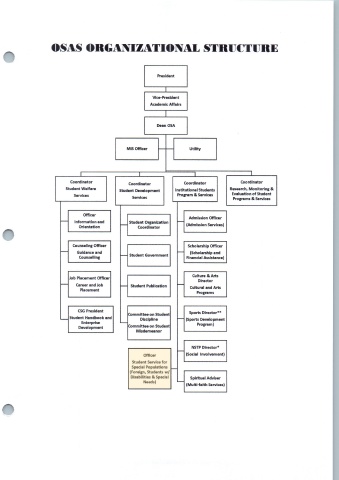 OSAS ORGANIZATIONAL STRUCTURE
President
Vice-President
Academic Affairs
Dean OSA
MIS Officer
Utility
Coordinator
Student Welfare
Services
Coordinator
Student Development
Services
Coordinator
Institutional Students
Program & Services
Coordinator
Research, Monitoring &
Evaluation of Student
Programs & Services
Officer
Information and
Orientation
Counseling Officer
Guidance and
Counseling
Job Placement Officer
Career and Job
Placement
CSG President
Student Handbook and
Enterprise
Development
Student Organization
Coordinator
Student Government
Student Publication
Committee on Student
Discipline
Committee on Student
Misdemeanor
Officer
Student Service for
Special Populations
(Foreign, Students w/
Disabilities & Special
Needs)
Admission Officer
(Admission Services)
Scholarship Officer
(Scholarship and
Financial Assistance)
Culture & Arts
Director
Cultural and Arts
Programs
Sports Director**
(Sports Development
Program)
NSTP Director*
(Social Involvement)
Spiritual Adviser
(Multi-faith Services)